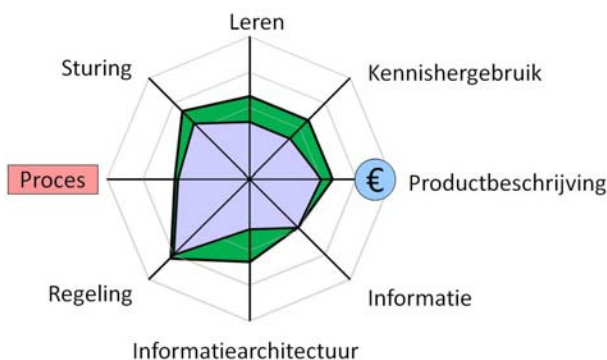 Leren
Sturing
Kennishergebruik
Proces
€
Productbeschrijving
Regeling
Informatie
Informatiearchitectuur